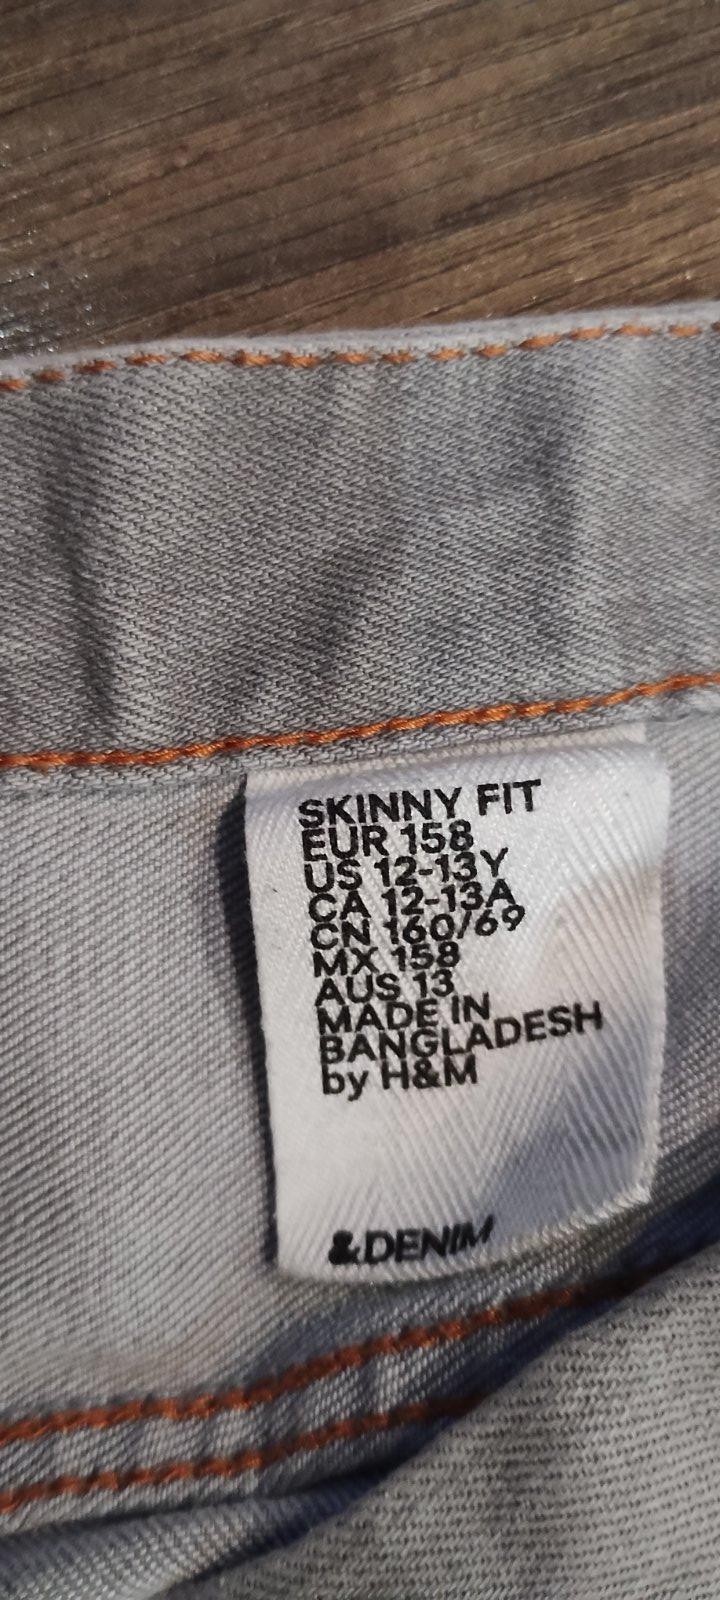 SKINNY FIT
EUR 158
US 12-13Y
CA 12-13A
CN 160/69
MX 158
AUS 13
MADE IN
BANGLADESH
by H&M
&DENIM